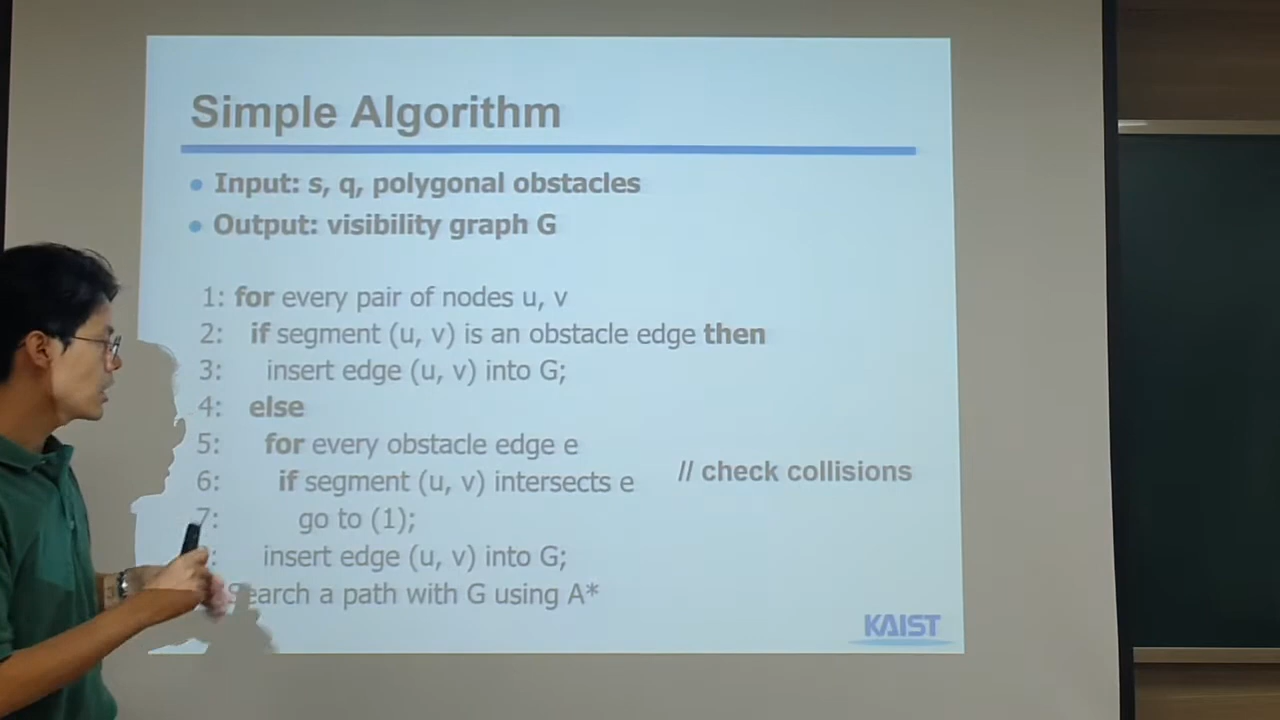 Simple Algorithm
Input: s, q, polygonal obstacles
Output: visibility graph G
1: for every pair of nodes u, v
2: if segment (u, v) is an obstacle edge then
3: insert edge (u, v) into G;
4: else
5: for every obstacle edge e
6: if segment (u, v) intersects e // check collisions
7: go to (1);
insert edge (u, v) into G;
Search a path with G using A*
KAIST